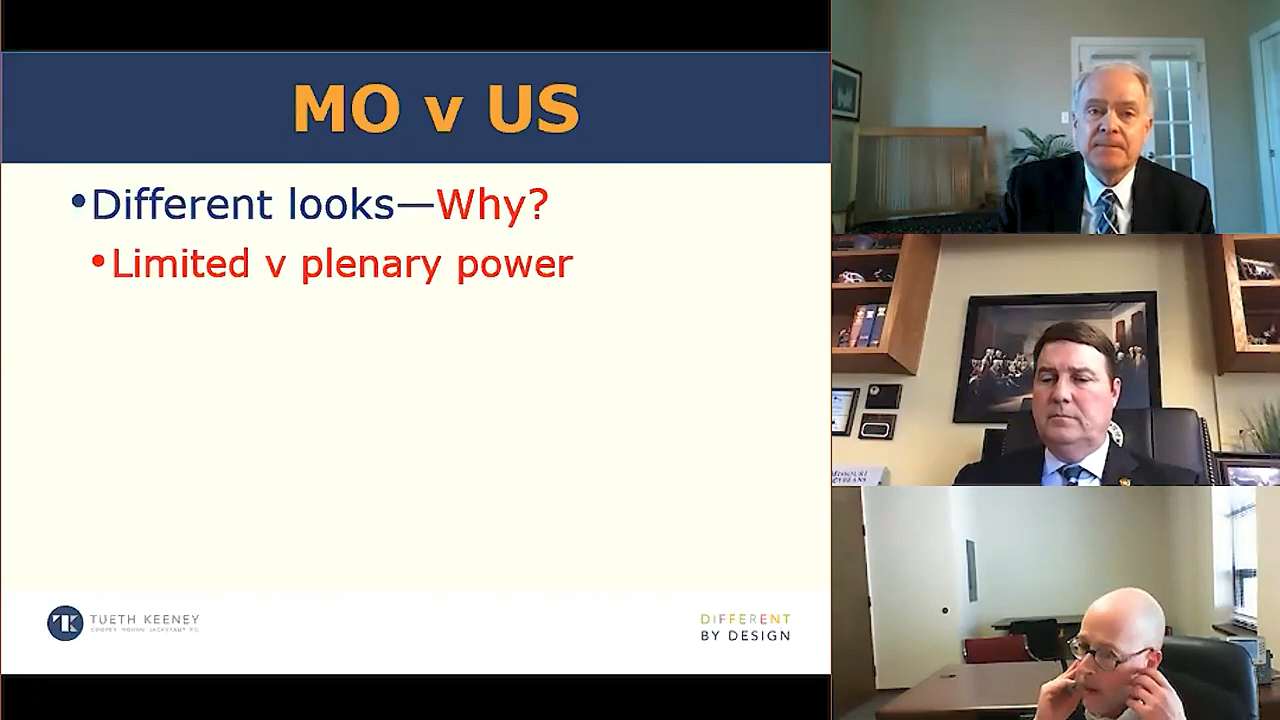 MO v US
•Different looks—Why?
•Limited v plenary power
TUETH KEENEY
DIFFERENT
BY DESIGN